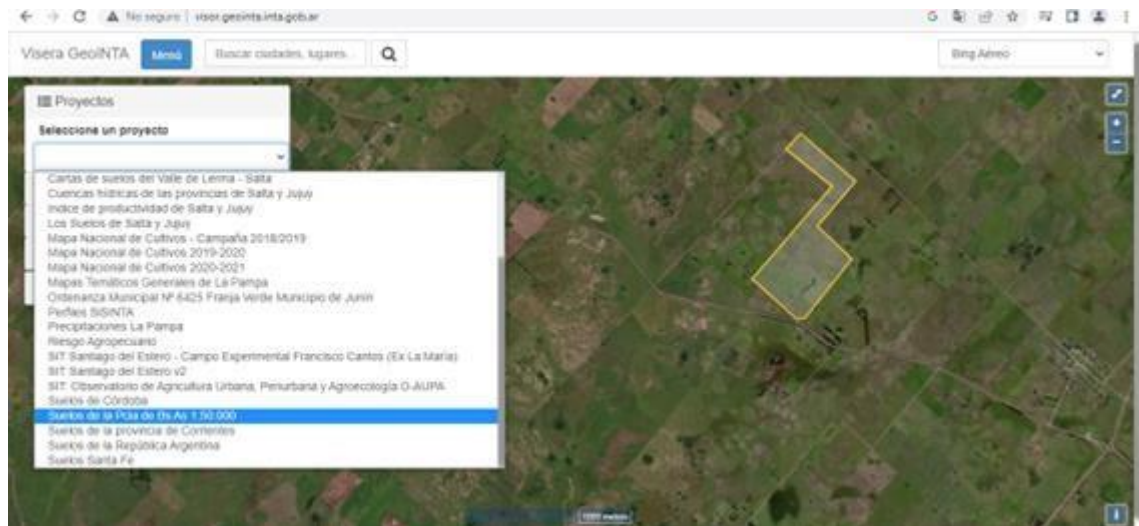 No seguro | visor.geointa.inta.gob.ar
Visera GeoINTA
Menú
Buscar ciudades, lugares...
Bing Aéreo
Proyectos
Seleccione un proyecto
Cartas de suelos del Valle de Lerma - Salta
Cuencas hídricas de las provincias de Salta y Jujuy
Indice de productividad de Salta y Jujuy
Los Suelos de Salta y Jujuy
Mapa Nacional de Cultivos - Campaña 2018/2019
Mapa Nacional de Cultivos 2019-2020
Mapa Nacional de Cultivos 2020-2021
Mapas Temáticos Generales de La Pampa
Ordenanza Municipal Nº 6425 Franja Verde Municipio de Junín
Perfiles SISINTA
Precipitaciones La Pampa
Riesgo Agropecuario
SIT Santiago del Estero - Campo Experimental Francisco Cantos (Ex La María)
SIT Santiago del Estero v2
SIT: Observatorio de Agricultura Urbana, Periurbana y Agroecología O-AUPA
Suelos de Córdoba
Suelos de la Pcia de Bs As 1:50.000
Suelos de la provincia de Corrientes
Suelos de la República Argentina
Suelos Santa Fe